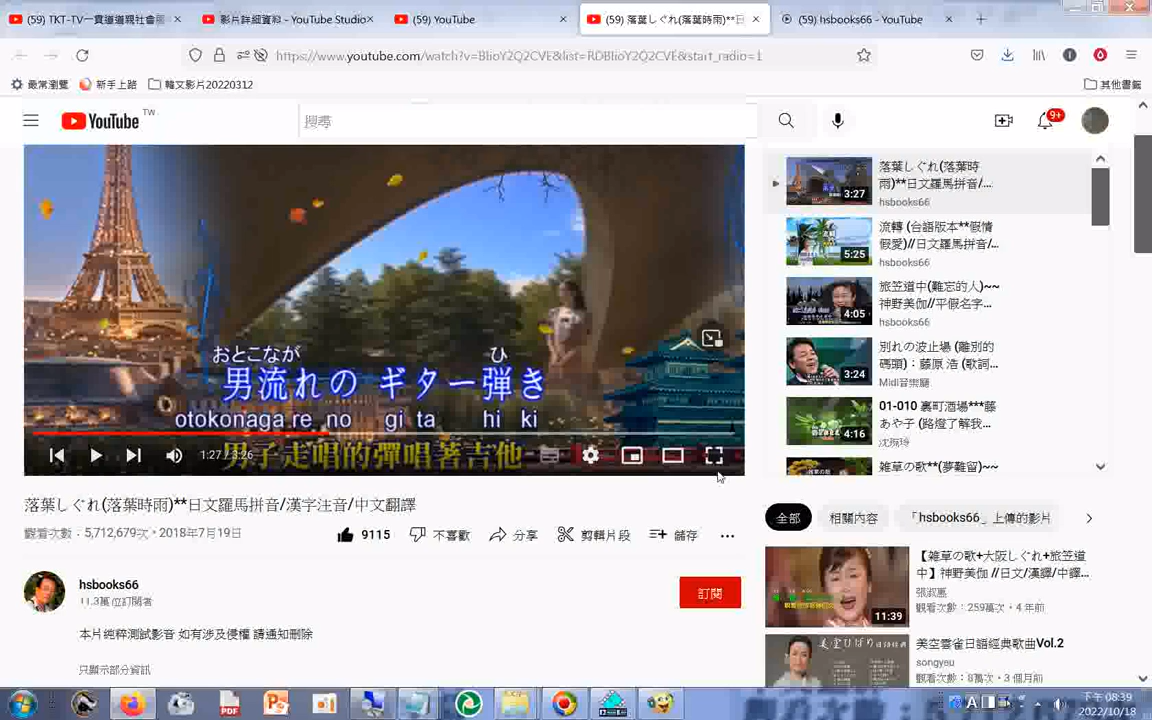 (59) TKT-TV一貫道道親社會關
影片詳細資料 - YouTube Studio
(59) YouTube
(59) 落葉しぐれ(落葉時雨)**日
(59) hsbooks66 - YouTube
https://www.youtube.com/watch?v=BlioY2Q2CVE&list=RDBlioY2Q2CVE&start_radio=1
最常瀏覽
新手上路
韓文影片20220312
其他書籤
YouTube TW
搜尋
9+
おとこなが ひ
男流れの ギター弾き
otokonaga re no gi ta hi ki
男子走唱的彈唱著吉他
1:27/3:26
落葉しぐれ(落葉時
雨)**日文羅馬拼音/...
hsbooks66
3:27
流轉 (台語版本**假情
假愛)//日文羅馬拼音/...
hsbooks66
5:25
旅笠道中(難忘的人)~~
神野美伽//平假名字...
hsbooks66
4:05
別れの波止場 (離別的
碼頭)：藤原 浩 (歌詞...
Midi音樂廳
3:24
01-010 裏町酒場***藤
あや子 (路燈了解我...
沈琬玲
4:16
雑草の歌**(夢難留)~~
落葉しぐれ(落葉時雨)**日文羅馬拼音/漢字注音/中文翻譯
觀看次數：5,712,679次・2018年7月19日
9115
不喜歡
分享
剪輯片段
儲存
hsbooks66
11.3萬 位訂閱者
訂閱
本片純粹測試影音 如有涉及侵權 請通知刪除
只顯示部分資訊
全部
相關內容
「hsbooks66」上傳的影片
【雑草の歌+大阪しぐれ+旅笠道
中】神野美伽 //日文/漢譯/中譯...
張淑惠
觀看次數：259萬次・4 年前
11:39
美空雲雀日語經典歌曲Vol.2
songyeu
觀看次數：8萬次・3 個月前
美空ひばり
PDF
A
下午 08:39
2022/10/18